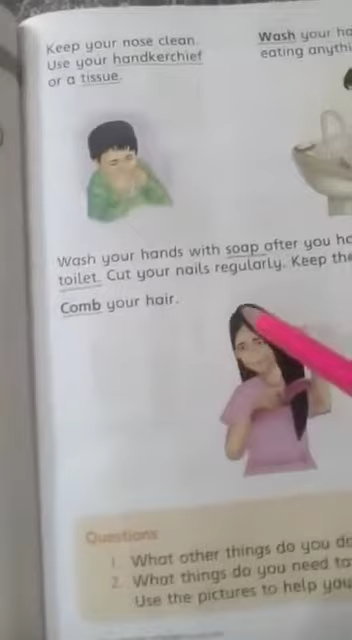 Keep your nose clean.
Use your handkerchief
or a tissue.
Wash your
eating
Wash your hands with soap after you
toilet. Cut your nails regularly. Keep
Comb your hair.
Questions
1. What other things do you
2. What things do you need to
Use the pictures to help you